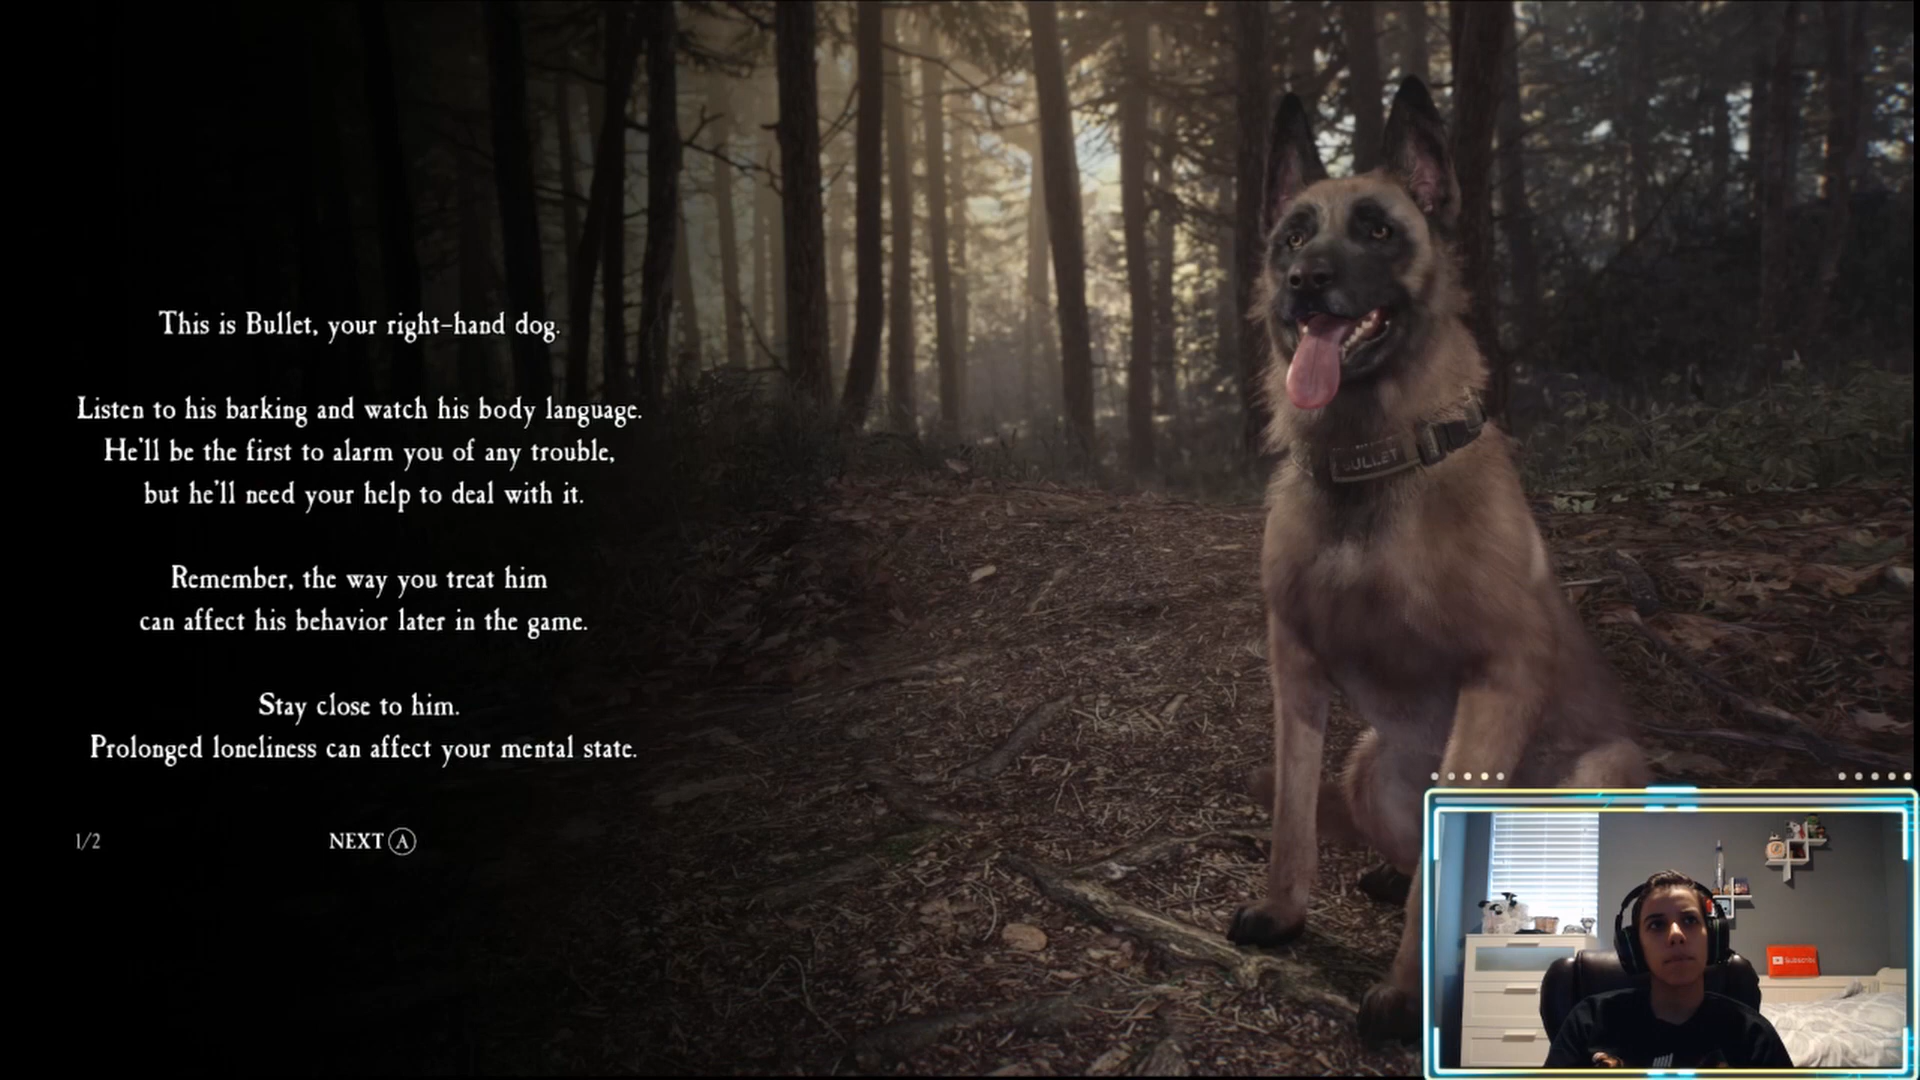 This is Bullet, your right-hand dog.
Listen to his barking and watch his body language.
He'll be the first to alarm you of any trouble,
but he'll need your help to deal with it.
Remember, the way you treat him
can affect his behavior later in the game.
Stay close to him.
Prolonged loneliness can affect your mental state.
1/2
NEXT A
BULLET
Subscribe